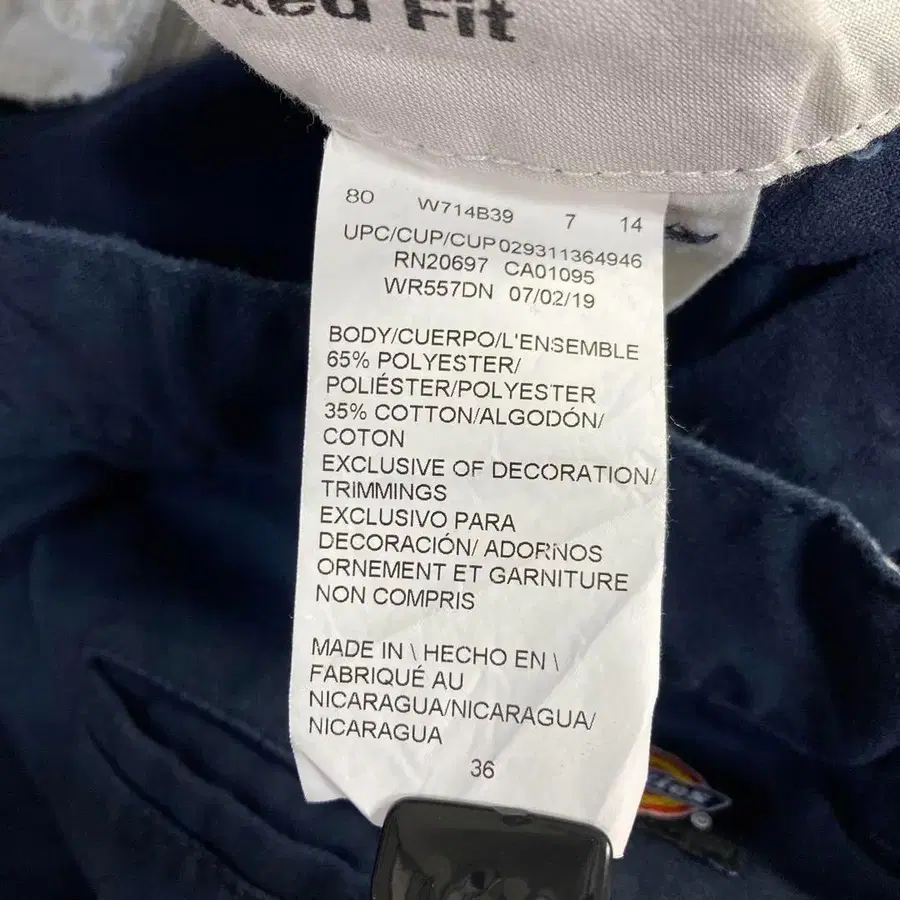 Fit
80 W714B39 7 14
UPC/CUP/CUP 029311364946
RN20697 CA01095
WR557DN 07/02/19
BODY/CUERPO/L'ENSEMBLE
65% POLYESTER/
POLIÉSTER/POLYESTER
35% COTTON/ALGODÓN/
COTON
EXCLUSIVE OF DECORATION/
TRIMMINGS
EXCLUSIVO PARA
DECORACIÓN/ ADORNOS
ORNEMENT ET GARNITURE
NON COMPRIS
MADE IN \ HECHO EN \
FABRIQUÉ AU
NICARAGUA/NICARAGUA/
NICARAGUA
36